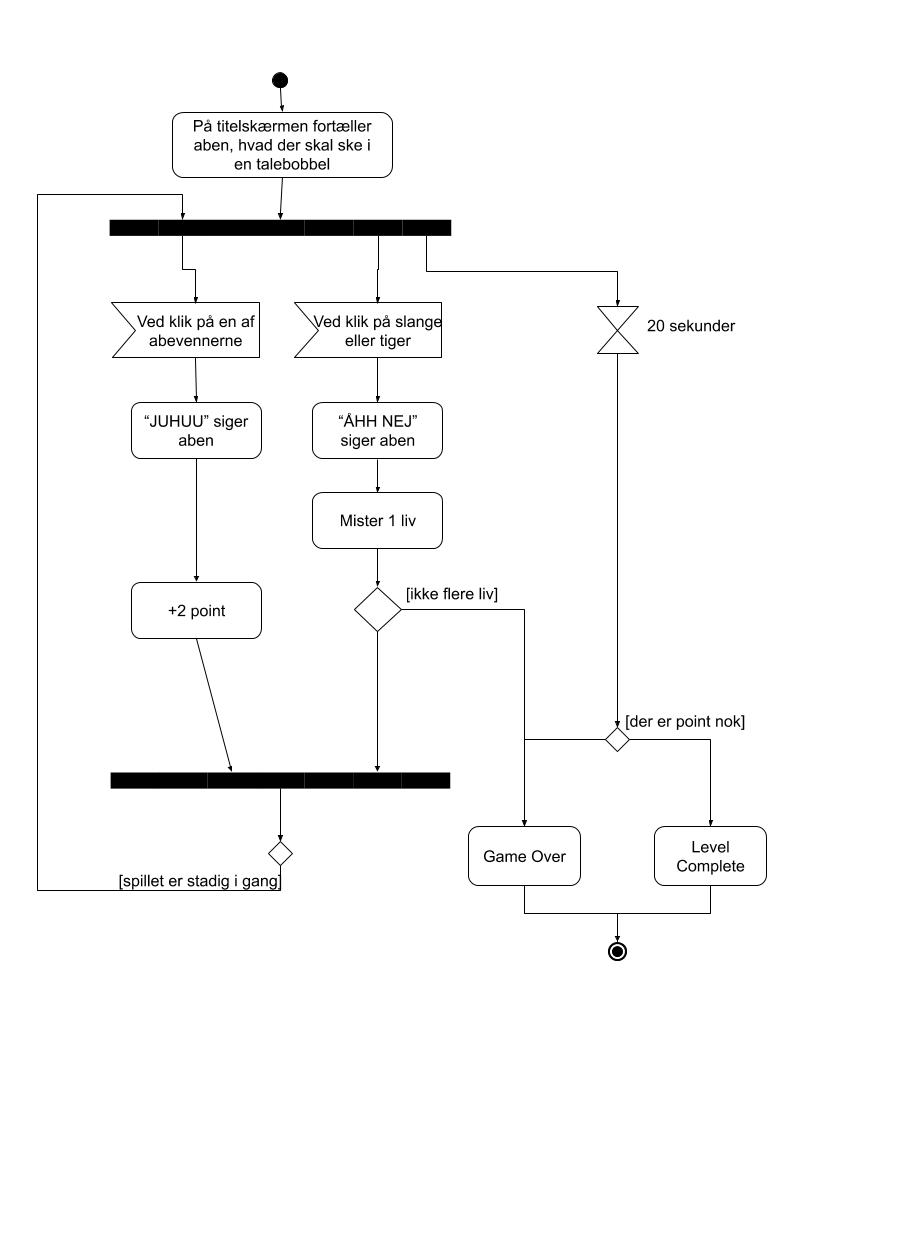 På titelskærmen fortæller
aben, hvad der skal ske i
en talebobbel
Ved klik på en af
abevennerne
Ved klik på slange
eller tiger
20 sekunder
“JUHUU” siger
aben
“ÅHH NEJ”
siger aben
Mister 1 liv
[ikke flere liv]
+2 point
[der er point nok]
Game Over
Level
Complete
[spillet er stadig i gang]